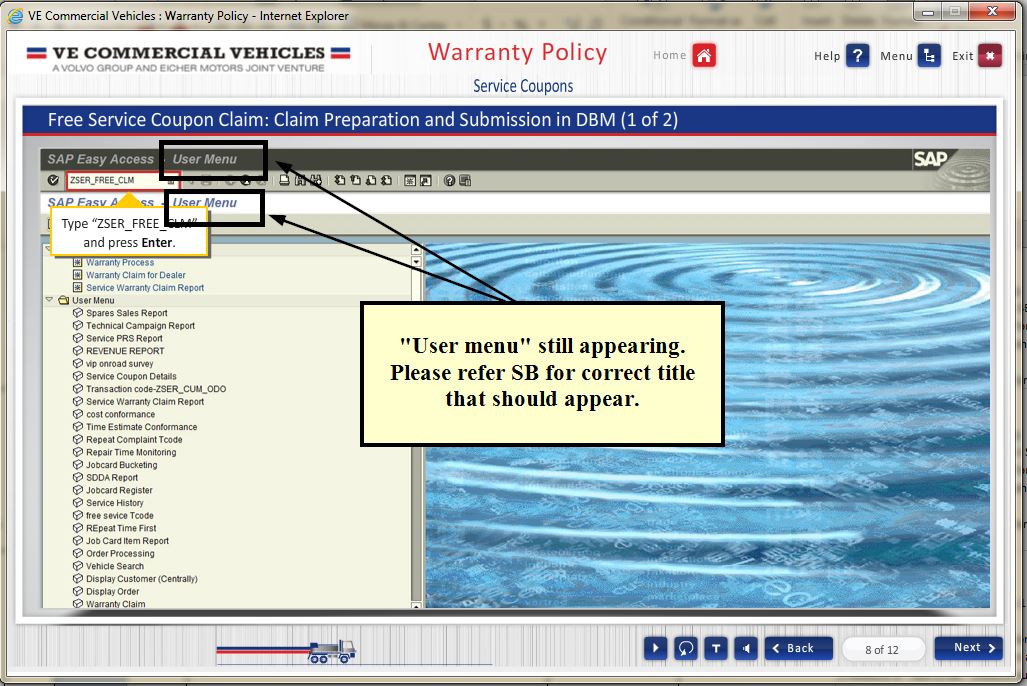 VE Commercial Vehicles : Warranty Policy - Internet Explorer
VE COMMERCIAL VEHICLES
A VOLVO GROUP AND EICHER MOTORS JOINT VENTURE
Warranty Policy
Home
Help ?
Menu
Exit
Service Coupons
Free Service Coupon Claim: Claim Preparation and Submission in DBM (1 of 2)
SAP Easy Access - User Menu
SAP
ZSER_FREE_CLM
SAP Easy Access - User Menu
Type “ZSER_FREE_CLM”
and press Enter.
Warranty Process
Warranty Claim for Dealer
Service Warranty Claim Report
User Menu
Spares Sales Report
Technical Campaign Report
Service PRS Report
REVENUE REPORT
vip onroad survey
Service Coupon Details
Transaction code-ZSER_CUM_ODO
Service Warranty Claim Report
cost conformance
Time Estimate Conformance
Repeat Complaint Tcode
Repair Time Monitoring
Jobcard Bucketing
SDDA Report
Jobcard Register
Service History
free sevice Tcode
REpeat Time First
Job Card Item Report
Order Processing
Vehicle Search
Display Customer (Centrally)
Display Order
Warranty Claim
"User menu" still appearing.
Please refer SB for correct title
that should appear.
T
Back
8 of 12
Next